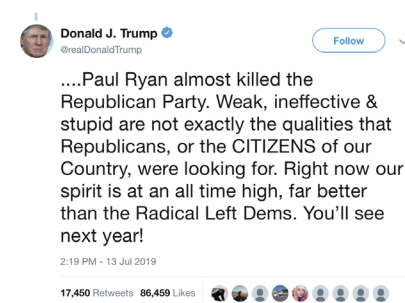 Donald J. Trump
@realDonaldTrump
Follow
....Paul Ryan almost killed the
Republican Party. Weak, ineffective &
stupid are not exactly the qualities that
Republicans, or the CITIZENS of our
Country, were looking for. Right now our
spirit is at an all time high, far better
than the Radical Left Dems. You’ll see
next year!
2:19 PM - 13 Jul 2019
17,450 Retweets 86,459 Likes